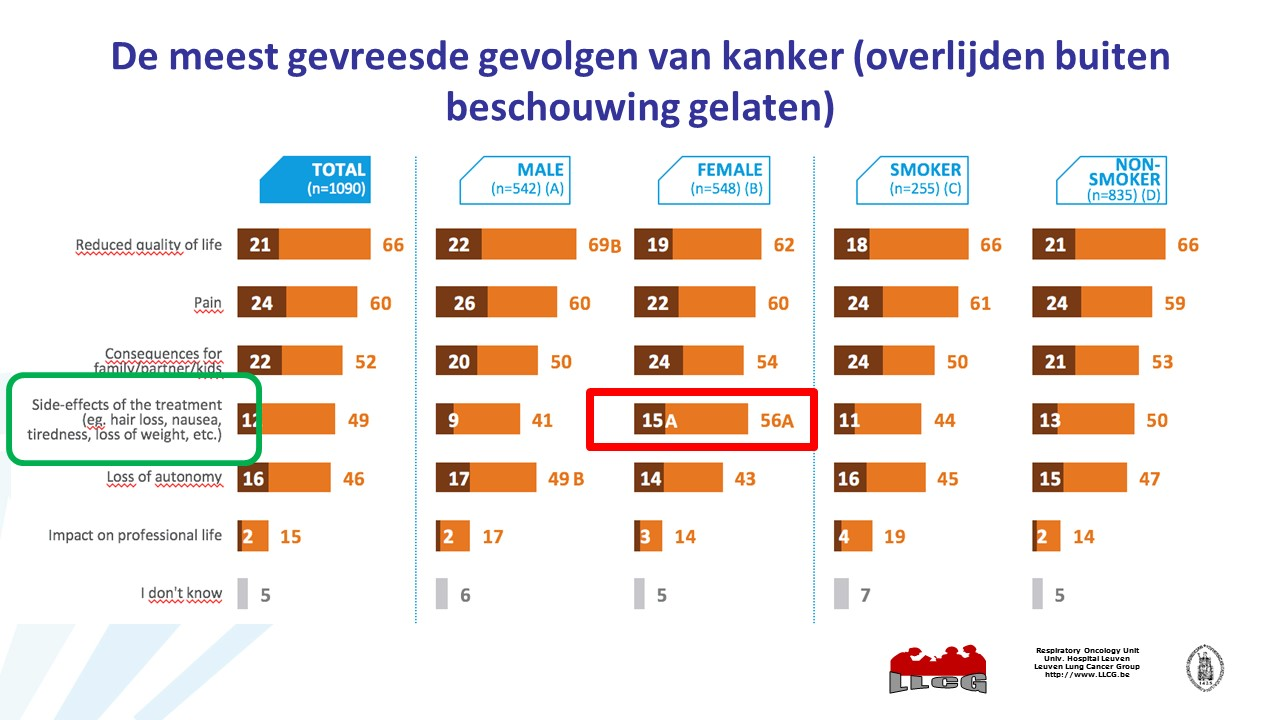 De meest gevreesde gevolgen van kanker (overlijden buiten
beschouwing gelaten)
TOTAL
(n=1090)
MALE
(n=542) (A)
FEMALE
(n=548) (B)
SMOKER
(n=255) (C)
NON-
SMOKER
(n=835) (D)
Reduced quality of life 21 66 22 69B 19 62 18 66 21 66
Pain 24 60 26 60 22 60 24 61 24 59
Consequences for
family/partner/kids 22 52 20 50 24 54 24 50 21 53
Side-effects of the treatment
(eg. hair loss, nausea,
tiredness, loss of weight, etc.) 12 49 9 41 15A 56A 11 44 13 50
Loss of autonomy 16 46 17 49 B 14 43 16 45 15 47
Impact on professional life 2 15 2 17 3 14 4 19 2 14
I don't know 5 6 5 7 5
LLCG
Respiratory Oncology Unit
Univ. Hospital Leuven
Leuven Lung Cancer Group
http://www.LLCG.be